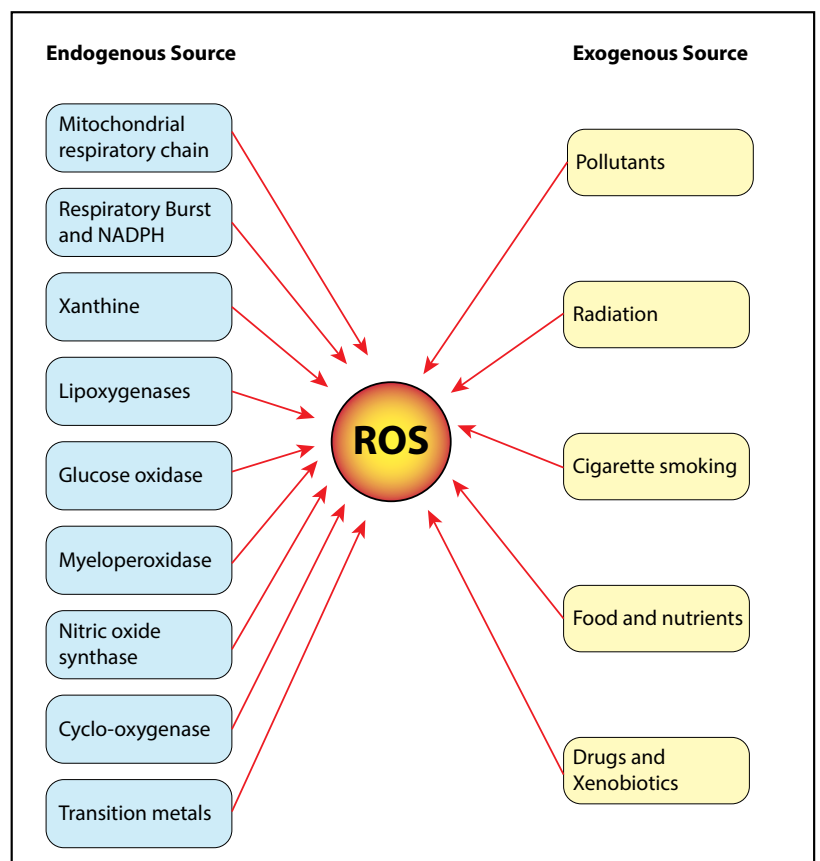 Endogenous Source
Mitochondrial
respiratory chain
Respiratory Burst
and NADPH
Xanthine
Lipoxygenases
Glucose oxidase
Myeloperoxidase
Nitric oxide
synthase
Cyclo-oxygenase
Transition metals
ROS
Exogenous Source
Pollutants
Radiation
Cigarette smoking
Food and nutrients
Drugs and
Xenobiotics